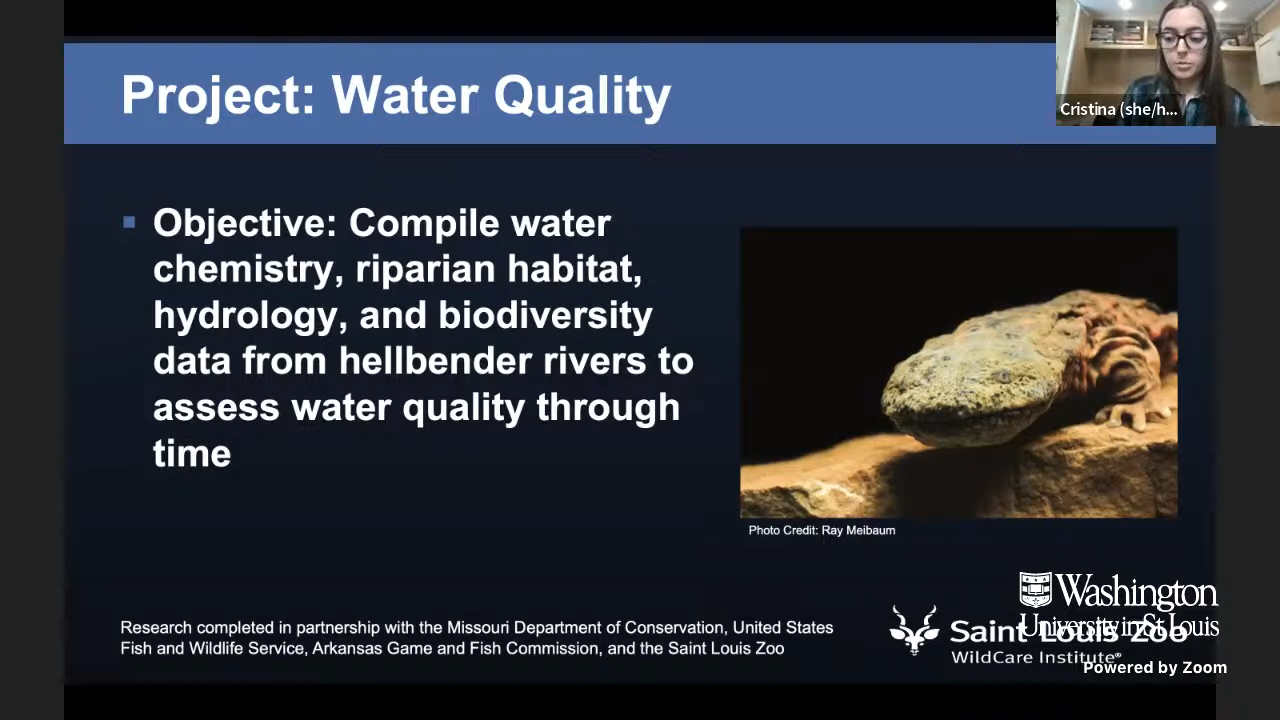 Project: Water Quality
Cristina (she/h...
Objective: Compile water
chemistry, riparian habitat,
hydrology, and biodiversity
data from hellbender rivers to
assess water quality through
time
Photo Credit: Ray Meibaum
Research completed in partnership with the Missouri Department of Conservation, United States
Fish and Wildlife Service, Arkansas Game and Fish Commission, and the Saint Louis Zoo
Washington
University in St Louis
Saint Louis Zoo
WildCare Institute®
Powered by Zoom